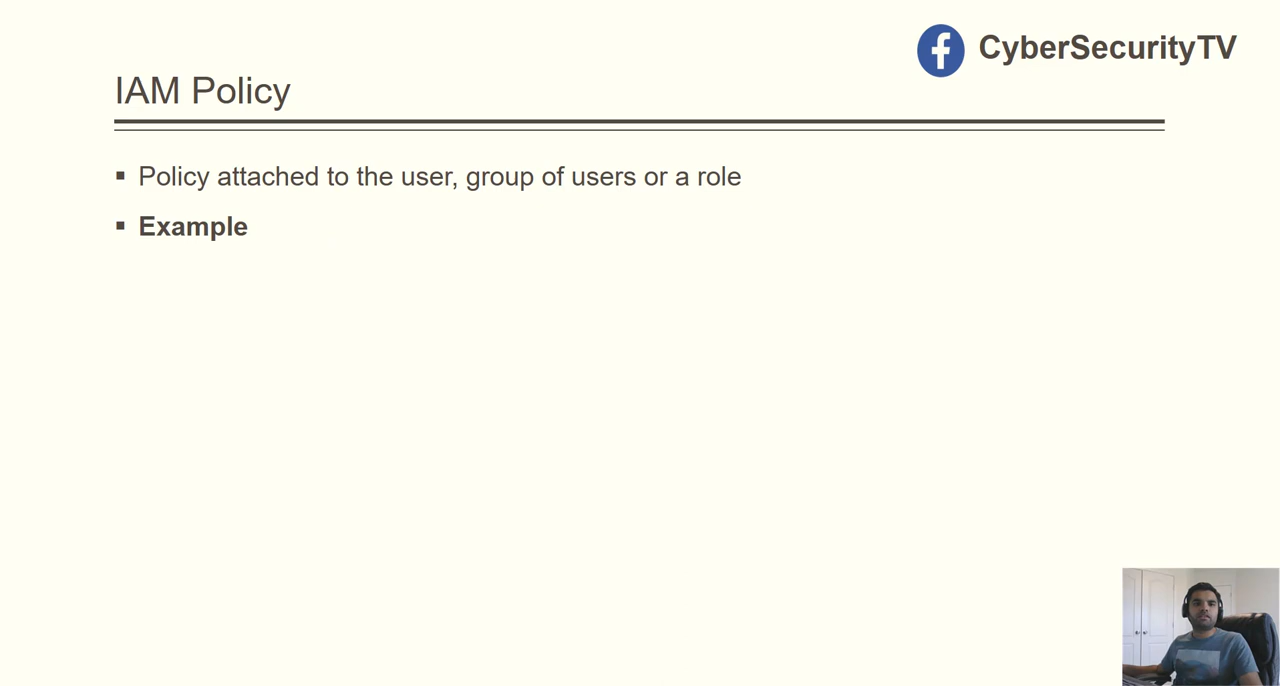 CyberSecurityTV
IAM Policy
▪ Policy attached to the user, group of users or a role
▪ Example